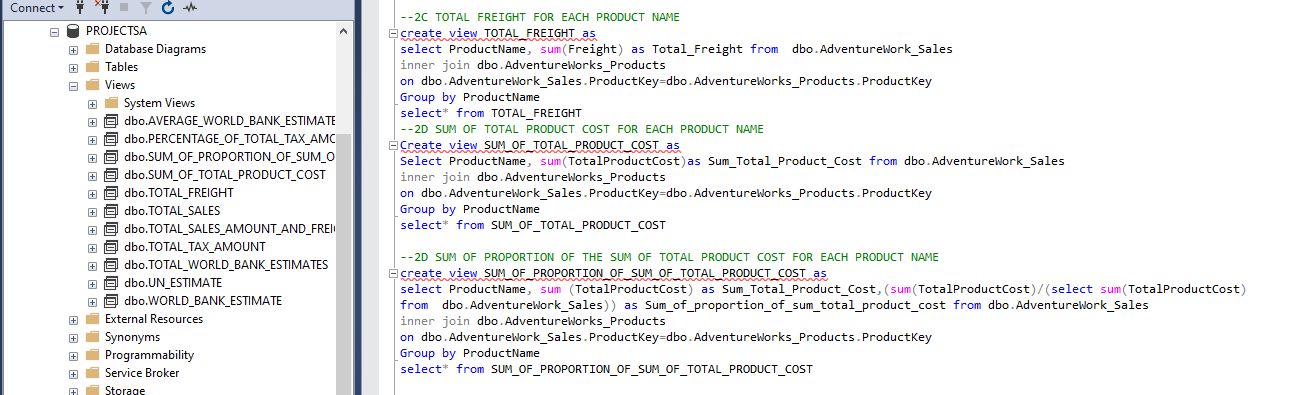 Connect
PROJECTSA
Database Diagrams
Tables
Views
System Views
dbo.AVERAGE_WORLD_BANK_ESTIMATE
dbo.PERCENTAGE_OF_TOTAL_TAX_AMO
dbo.SUM_OF_PROPORTION_OF_SUM_O
dbo.SUM_OF_TOTAL_PRODUCT_COST
dbo.TOTAL_FREIGHT
dbo.TOTAL_SALES
dbo.TOTAL_SALES_AMOUNT_AND_FREI
dbo.TOTAL_TAX_AMOUNT
dbo.TOTAL_WORLD_BANK_ESTIMATES
dbo.UN_ESTIMATE
dbo.WORLD_BANK_ESTIMATE
External Resources
Synonyms
Programmability
Service Broker
Storage
--2C TOTAL FREIGHT FOR EACH PRODUCT NAME
create view TOTAL_FREIGHT as
select ProductName, sum(Freight) as Total_Freight from  dbo.AdventureWork_Sales
inner join dbo.AdventureWorks_Products
on dbo.AdventureWork_Sales.ProductKey=dbo.AdventureWorks_Products.ProductKey
Group by ProductName
select* from TOTAL_FREIGHT
--2D SUM OF TOTAL PRODUCT COST FOR EACH PRODUCT NAME
Create view SUM_OF_TOTAL_PRODUCT_COST as
Select ProductName, sum(TotalProductCost)as Sum_Total_Product_Cost from dbo.AdventureWork_Sales
inner join dbo.AdventureWorks_Products
on dbo.AdventureWork_Sales.ProductKey=dbo.AdventureWorks_Products.ProductKey
Group by ProductName
select* from SUM_OF_TOTAL_PRODUCT_COST
--2D SUM OF PROPORTION OF THE SUM OF TOTAL PRODUCT COST FOR EACH PRODUCT NAME
create view SUM_OF_PROPORTION_OF_SUM_OF_TOTAL_PRODUCT_COST as
select ProductName, sum (TotalProductCost) as Sum_Total_Product_Cost,(sum(TotalProductCost)/(select sum(TotalProductCost)
from  dbo.AdventureWork_Sales)) as Sum_of_proportion_of_sum_total_product_cost from dbo.AdventureWork_Sales
inner join dbo.AdventureWorks_Products
on dbo.AdventureWork_Sales.ProductKey=dbo.AdventureWorks_Products.ProductKey
Group by ProductName
select* from SUM_OF_PROPORTION_OF_SUM_OF_TOTAL_PRODUCT_COST